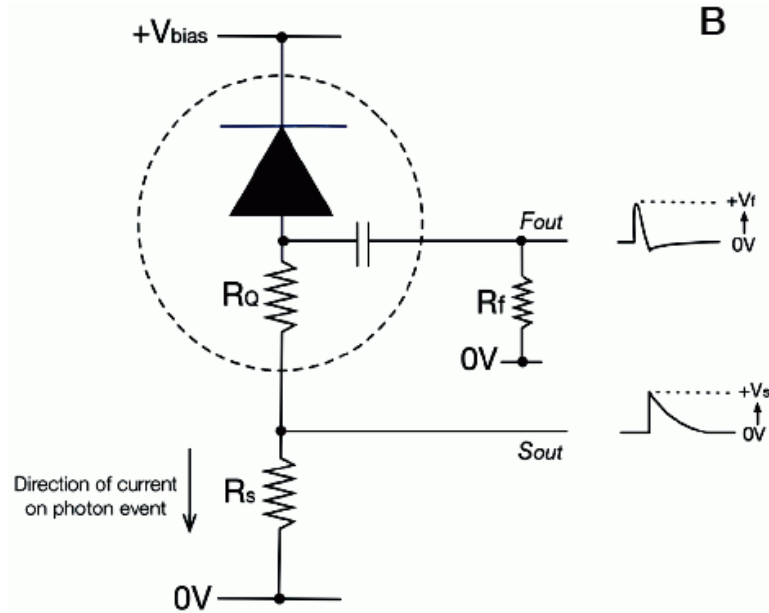 B
+Vbias
Fout
+Vf
0V
RQ
Rf
0V
+Vs
0V
Sout
Direction of current
on photon event
Rs
0V